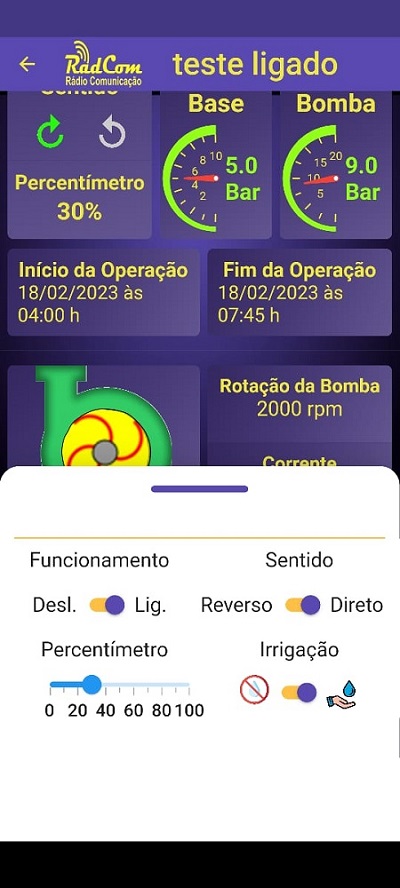 RadCom
Rádio Comunicação
teste ligado
Sentido
Percentímetro
30%
Base
10
8
6
4
2
5.0
Bar
Bomba
20
15
10
5
9.0
Bar
Início da Operação
18/02/2023 às
04:00 h
Fim da Operação
18/02/2023 às
07:45 h
Rotação da Bomba
2000 rpm
Corrente
Funcionamento
Desl. Lig.
Sentido
Reverso Direto
Percentímetro
0 20 40 60 80 100
Irrigação